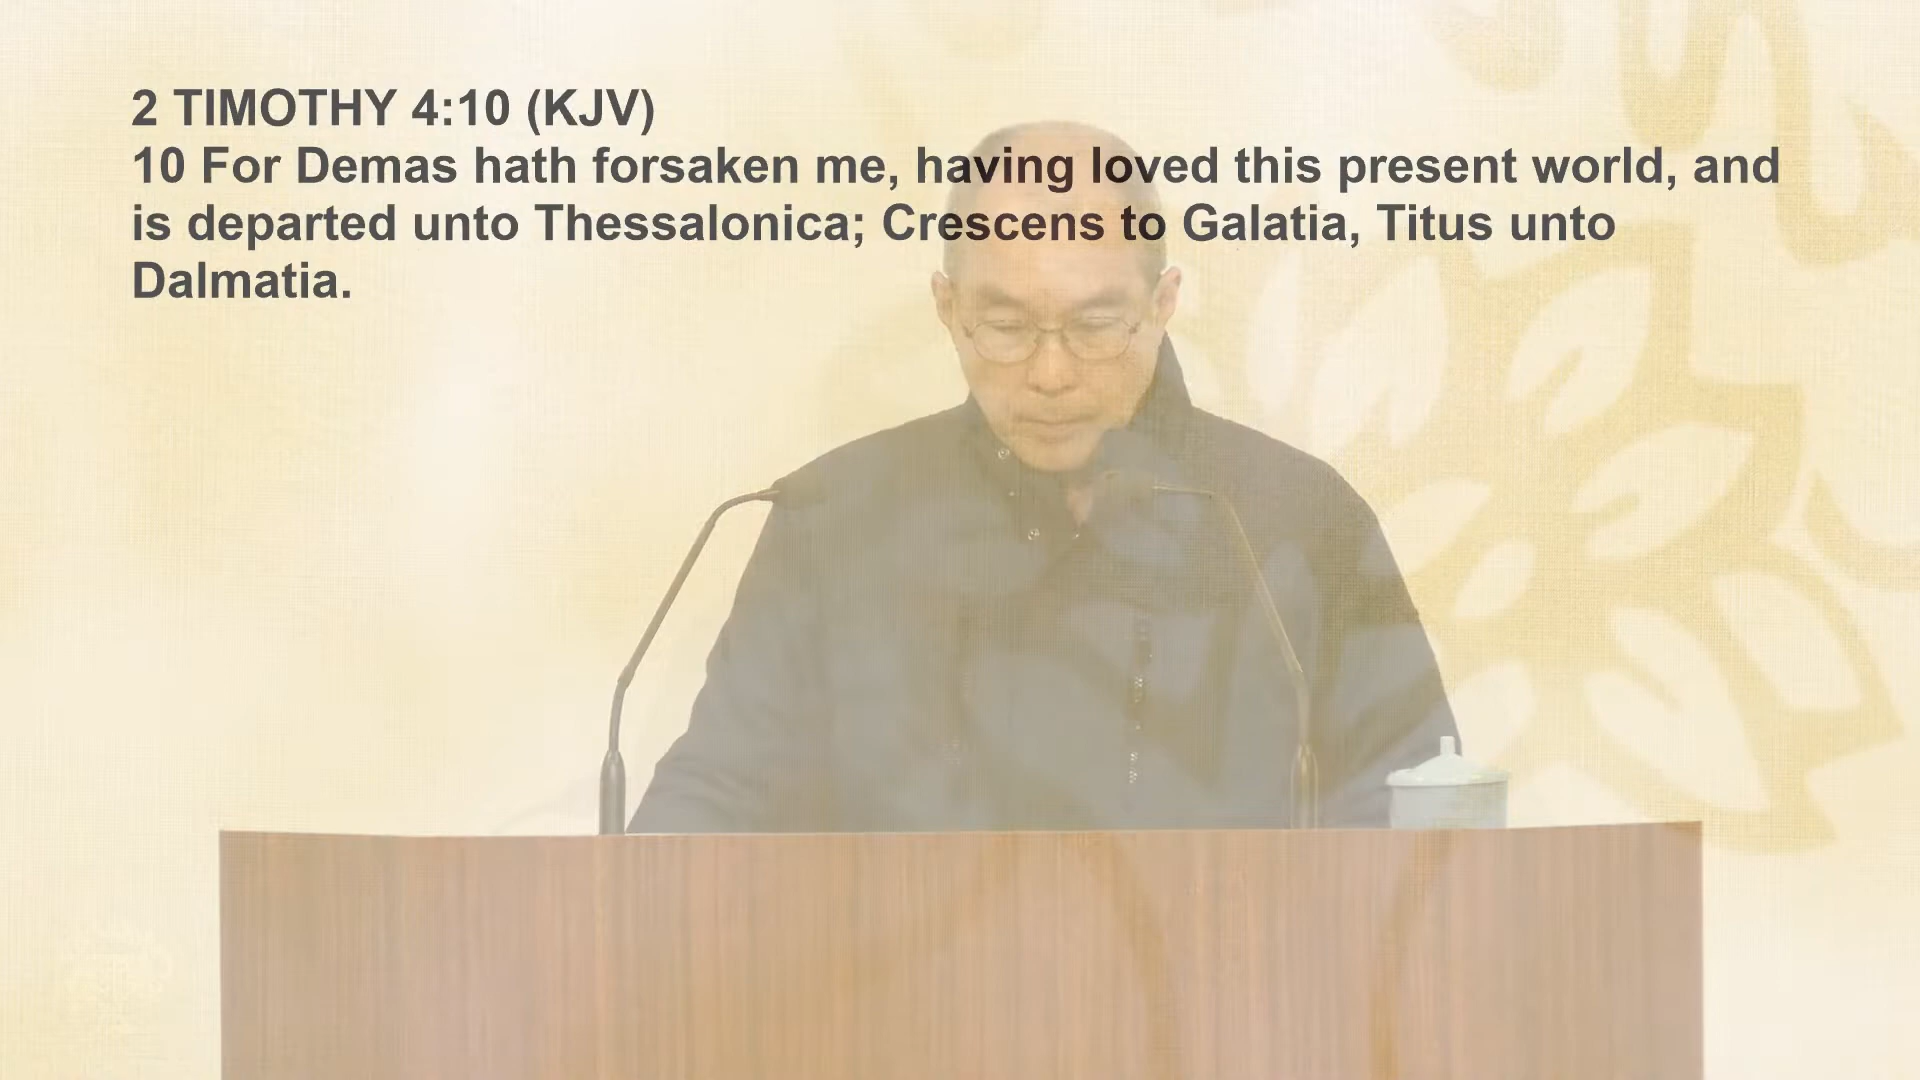 2 TIMOTHY 4:10 (KJV)
10 For Demas hath forsaken me, having loved this present world, and
is departed unto Thessalonica; Crescens to Galatia, Titus unto
Dalmatia.